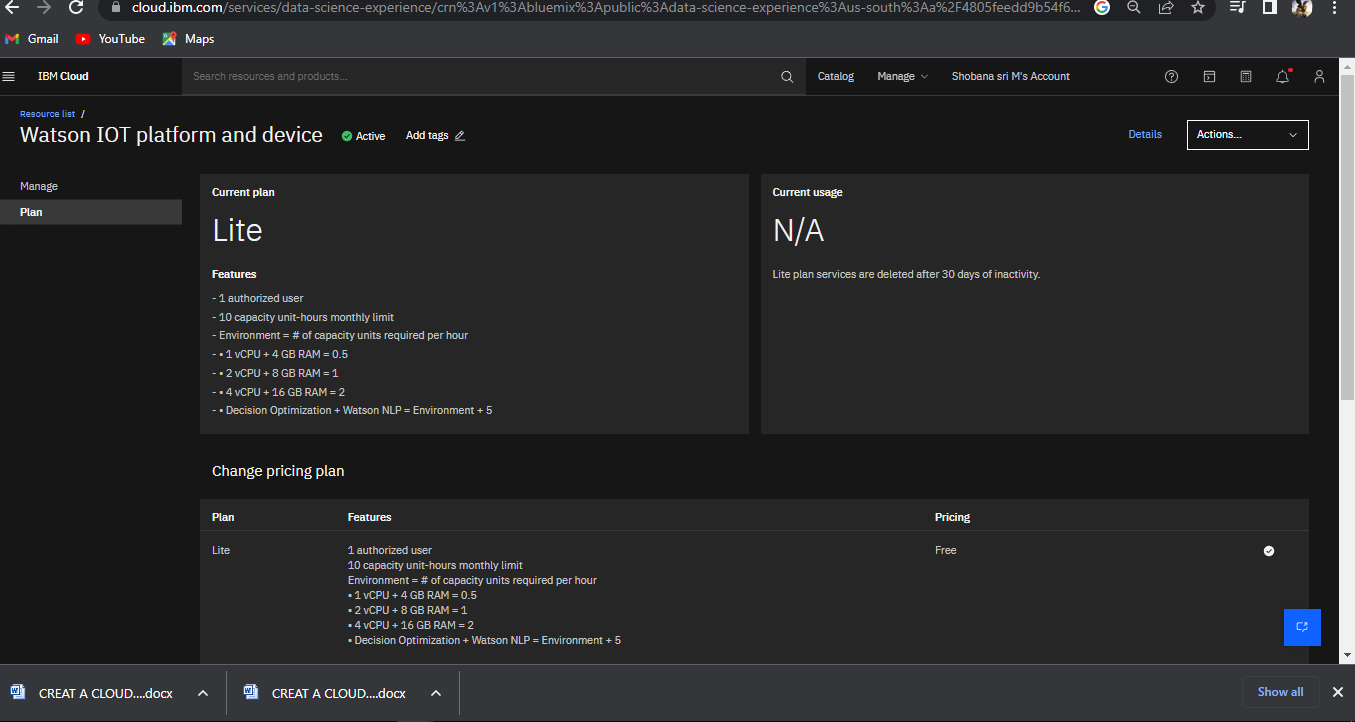 cloud.ibm.com/services/data-science-experience/crn%3Av1%3Abluemix%3Apublic%3Adata-science-experience%3Aus-south%3Aa%2F4805feedd9b54f6...
Gmail YouTube Maps
IBM Cloud Search resources and products... Catalog Manage Shobana sri M's Account
Resource list /
Watson IOT platform and device Active Add tags Details Actions...
Manage
Plan
Current plan
Lite
Features
- 1 authorized user
- 10 capacity unit-hours monthly limit
- Environment = # of capacity units required per hour
- • 1 vCPU + 4 GB RAM = 0.5
- • 2 vCPU + 8 GB RAM = 1
- • 4 vCPU + 16 GB RAM = 2
- • Decision Optimization + Watson NLP = Environment + 5
Current usage
N/A
Lite plan services are deleted after 30 days of inactivity.
Change pricing plan
Plan Features Pricing
Lite 1 authorized user Free
10 capacity unit-hours monthly limit
Environment = # of capacity units required per hour
• 1 vCPU + 4 GB RAM = 0.5
• 2 vCPU + 8 GB RAM = 1
• 4 vCPU + 16 GB RAM = 2
• Decision Optimization + Watson NLP = Environment + 5
CREAT A CLOUD....docx CREAT A CLOUD....docx Show all